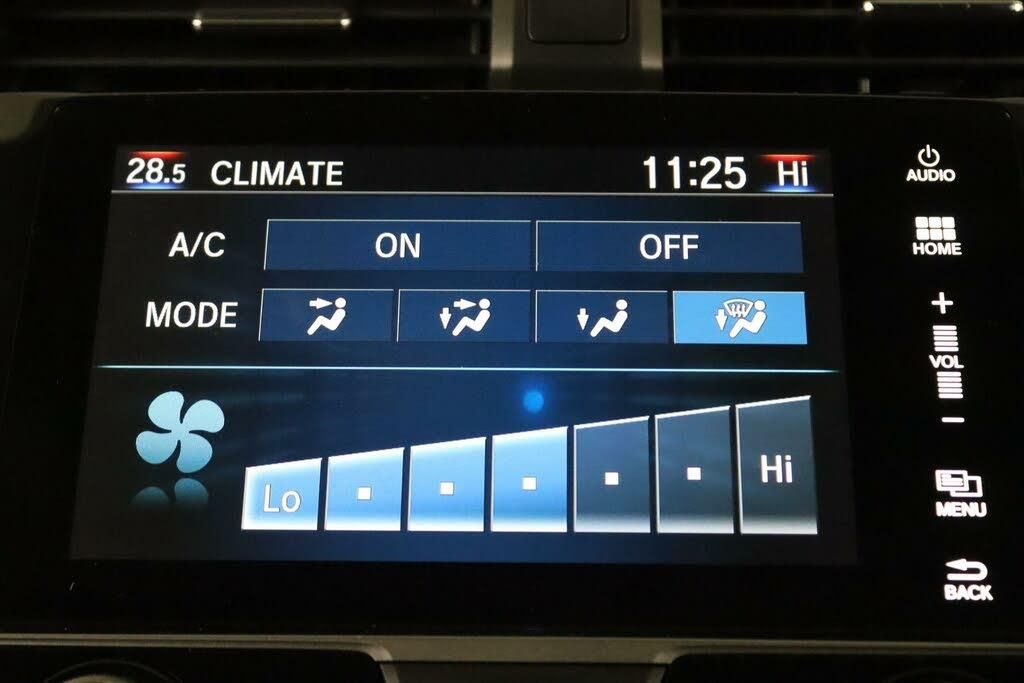 28.5 CLIMATE 11:25 Hi
A/C ON OFF
MODE
Lo Hi
AUDIO
HOME
+
VOL
−
MENU
BACK